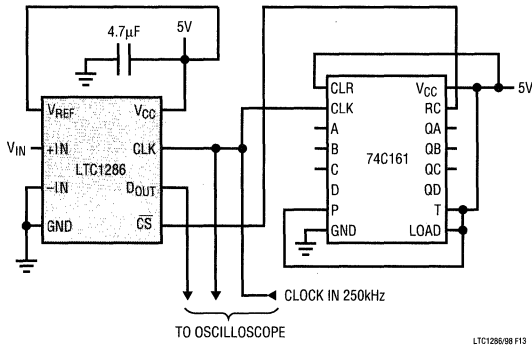 4.7µF
5V
VREF
VCC
VIN
+IN
CLK
LTC1286
–IN
DOUT
GND
C̅S̅
CLR
VCC
5V
CLK
RC
A
QA
B
QB
74C161
C
QC
D
QD
P
T
GND
LOAD
CLOCK IN 250kHz
TO OSCILLOSCOPE
LTC1286/98 F13